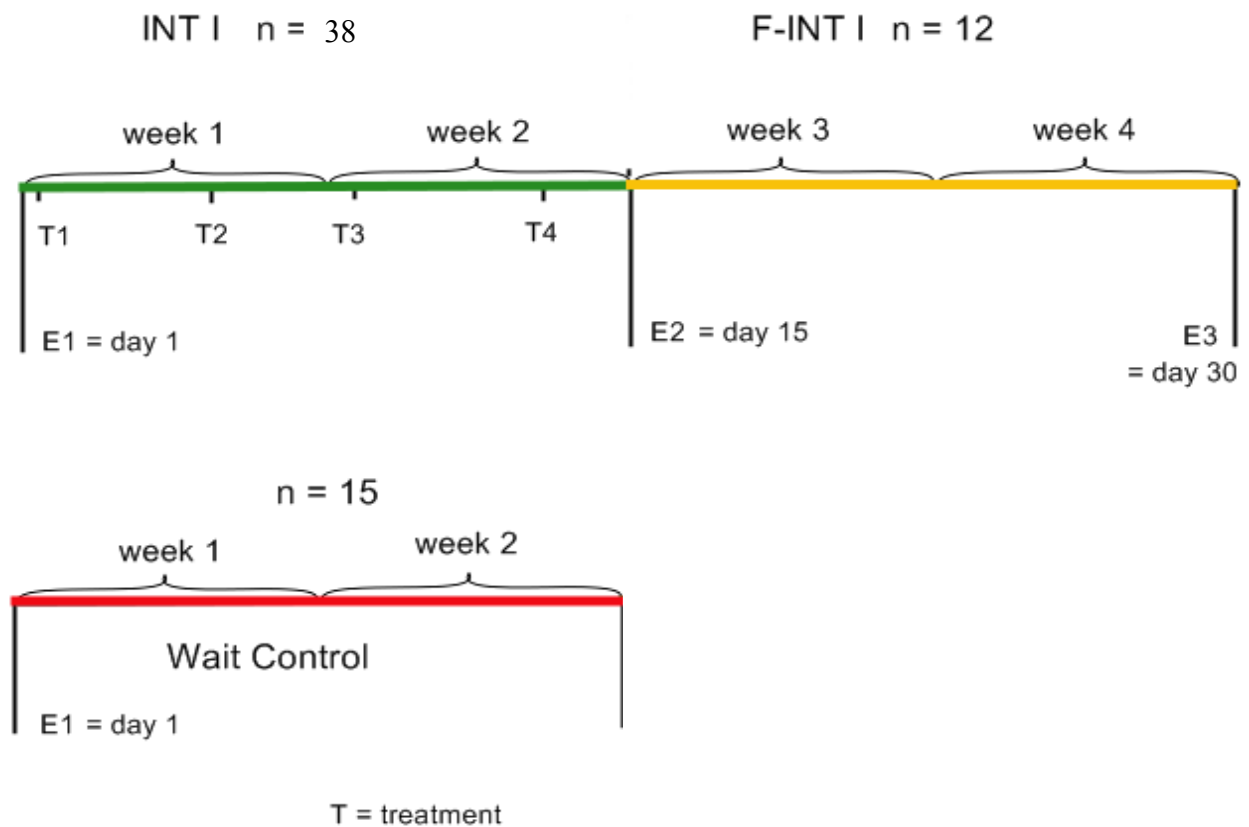 INT I n = 38
F-INT I n = 12
week 1
week 2
week 3
week 4
T1
T2
T3
T4
E1 = day 1
E2 = day 15
E3
= day 30
n = 15
week 1
week 2
Wait Control
E1 = day 1
T = treatment